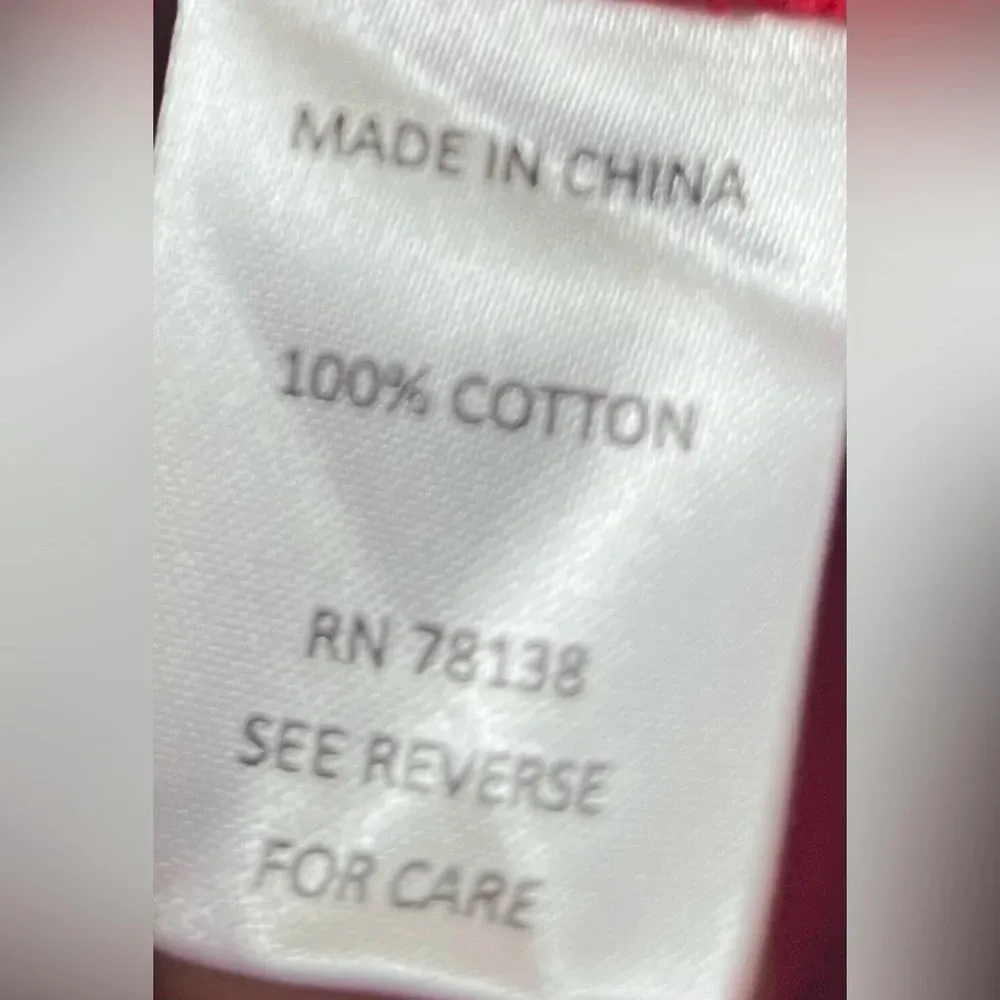 MADE IN CHINA
100% COTTON
RN 78138
SEE REVERSE
FOR CARE